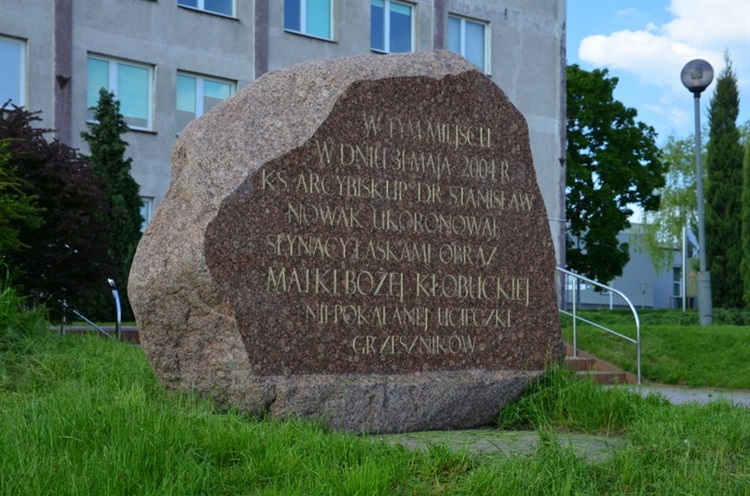 W TYM MIEJSCU
W DNIU 31 MAJA 2004 R.
KS. ARCYBISKUP DR STANISŁAW
NOWAK UKORONOWAŁ
SŁYNĄCY ŁASKAMI OBRAZ
MATKI BOŻEJ KŁOBUCKIEJ
NIEPOKALANEJ UCIECZKI
GRZESZNIKÓW